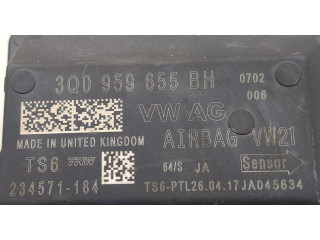 3Q0 959 655 BH 0702
006
VW AG
MADE IN UNITED KINGDOM AIRBAG VW21
TS6 TRW 64/S JA Sensor
234571-184 TS6-PTL26.04.17JA045634